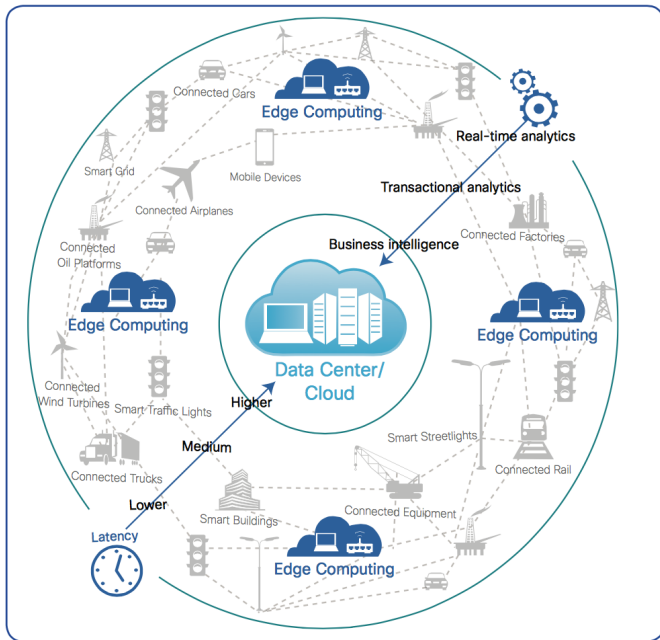 Connected Cars
Edge Computing
Real-time analytics
Smart Grid
Mobile Devices
Transactional analytics
Connected Airplanes
Connected
Oil Platforms
Business intelligence
Connected Factories
Edge Computing
Edge Computing
Data Center/
Cloud
Connected
Wind Turbines
Smart Traffic Lights
Higher
Medium
Smart Streetlights
Connected Trucks
Connected Rail
Lower
Smart Buildings
Connected Equipment
Latency
Edge Computing